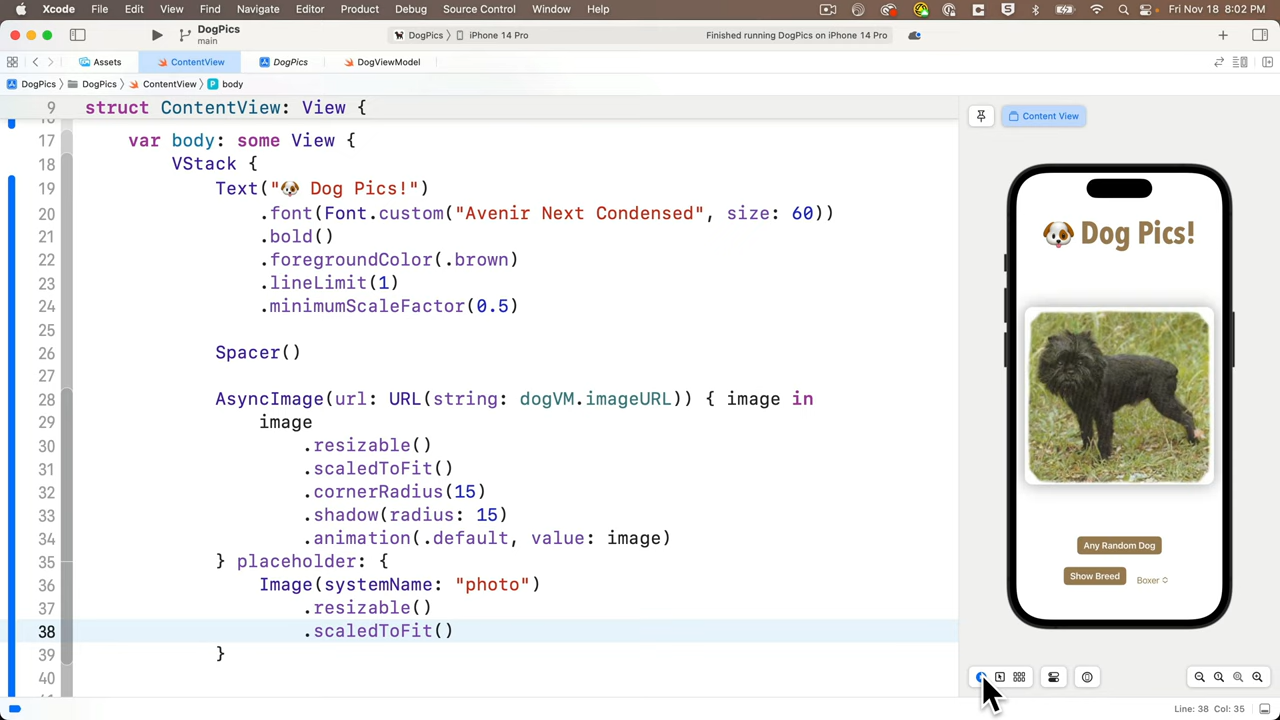 Xcode File Edit View Find Navigate Editor Product Debug Source Control Window Help Fri Nov 18 8:02 PM
DogPics
main
DogPics iPhone 14 Pro Finished running DogPics on iPhone 14 Pro
Assets ContentView DogPics DogViewModel
DogPics DogPics ContentView body
9 struct ContentView: View {
17 var body: some View {
18 VStack {
19 Text("🐶 Dog Pics!")
20 .font(Font.custom("Avenir Next Condensed", size: 60))
21 .bold()
22 .foregroundColor(.brown)
23 .lineLimit(1)
24 .minimumScaleFactor(0.5)
25
26 Spacer()
27
28 AsyncImage(url: URL(string: dogVM.imageURL)) { image in
29 image
30 .resizable()
31 .scaledToFit()
32 .cornerRadius(15)
33 .shadow(radius: 15)
34 .animation(.default, value: image)
35 } placeholder: {
36 Image(systemName: "photo")
37 .resizable()
38 .scaledToFit()
39 }
40
Content View
🐶 Dog Pics!
Any Random Dog
Show Breed Boxer
Line: 38 Col: 35